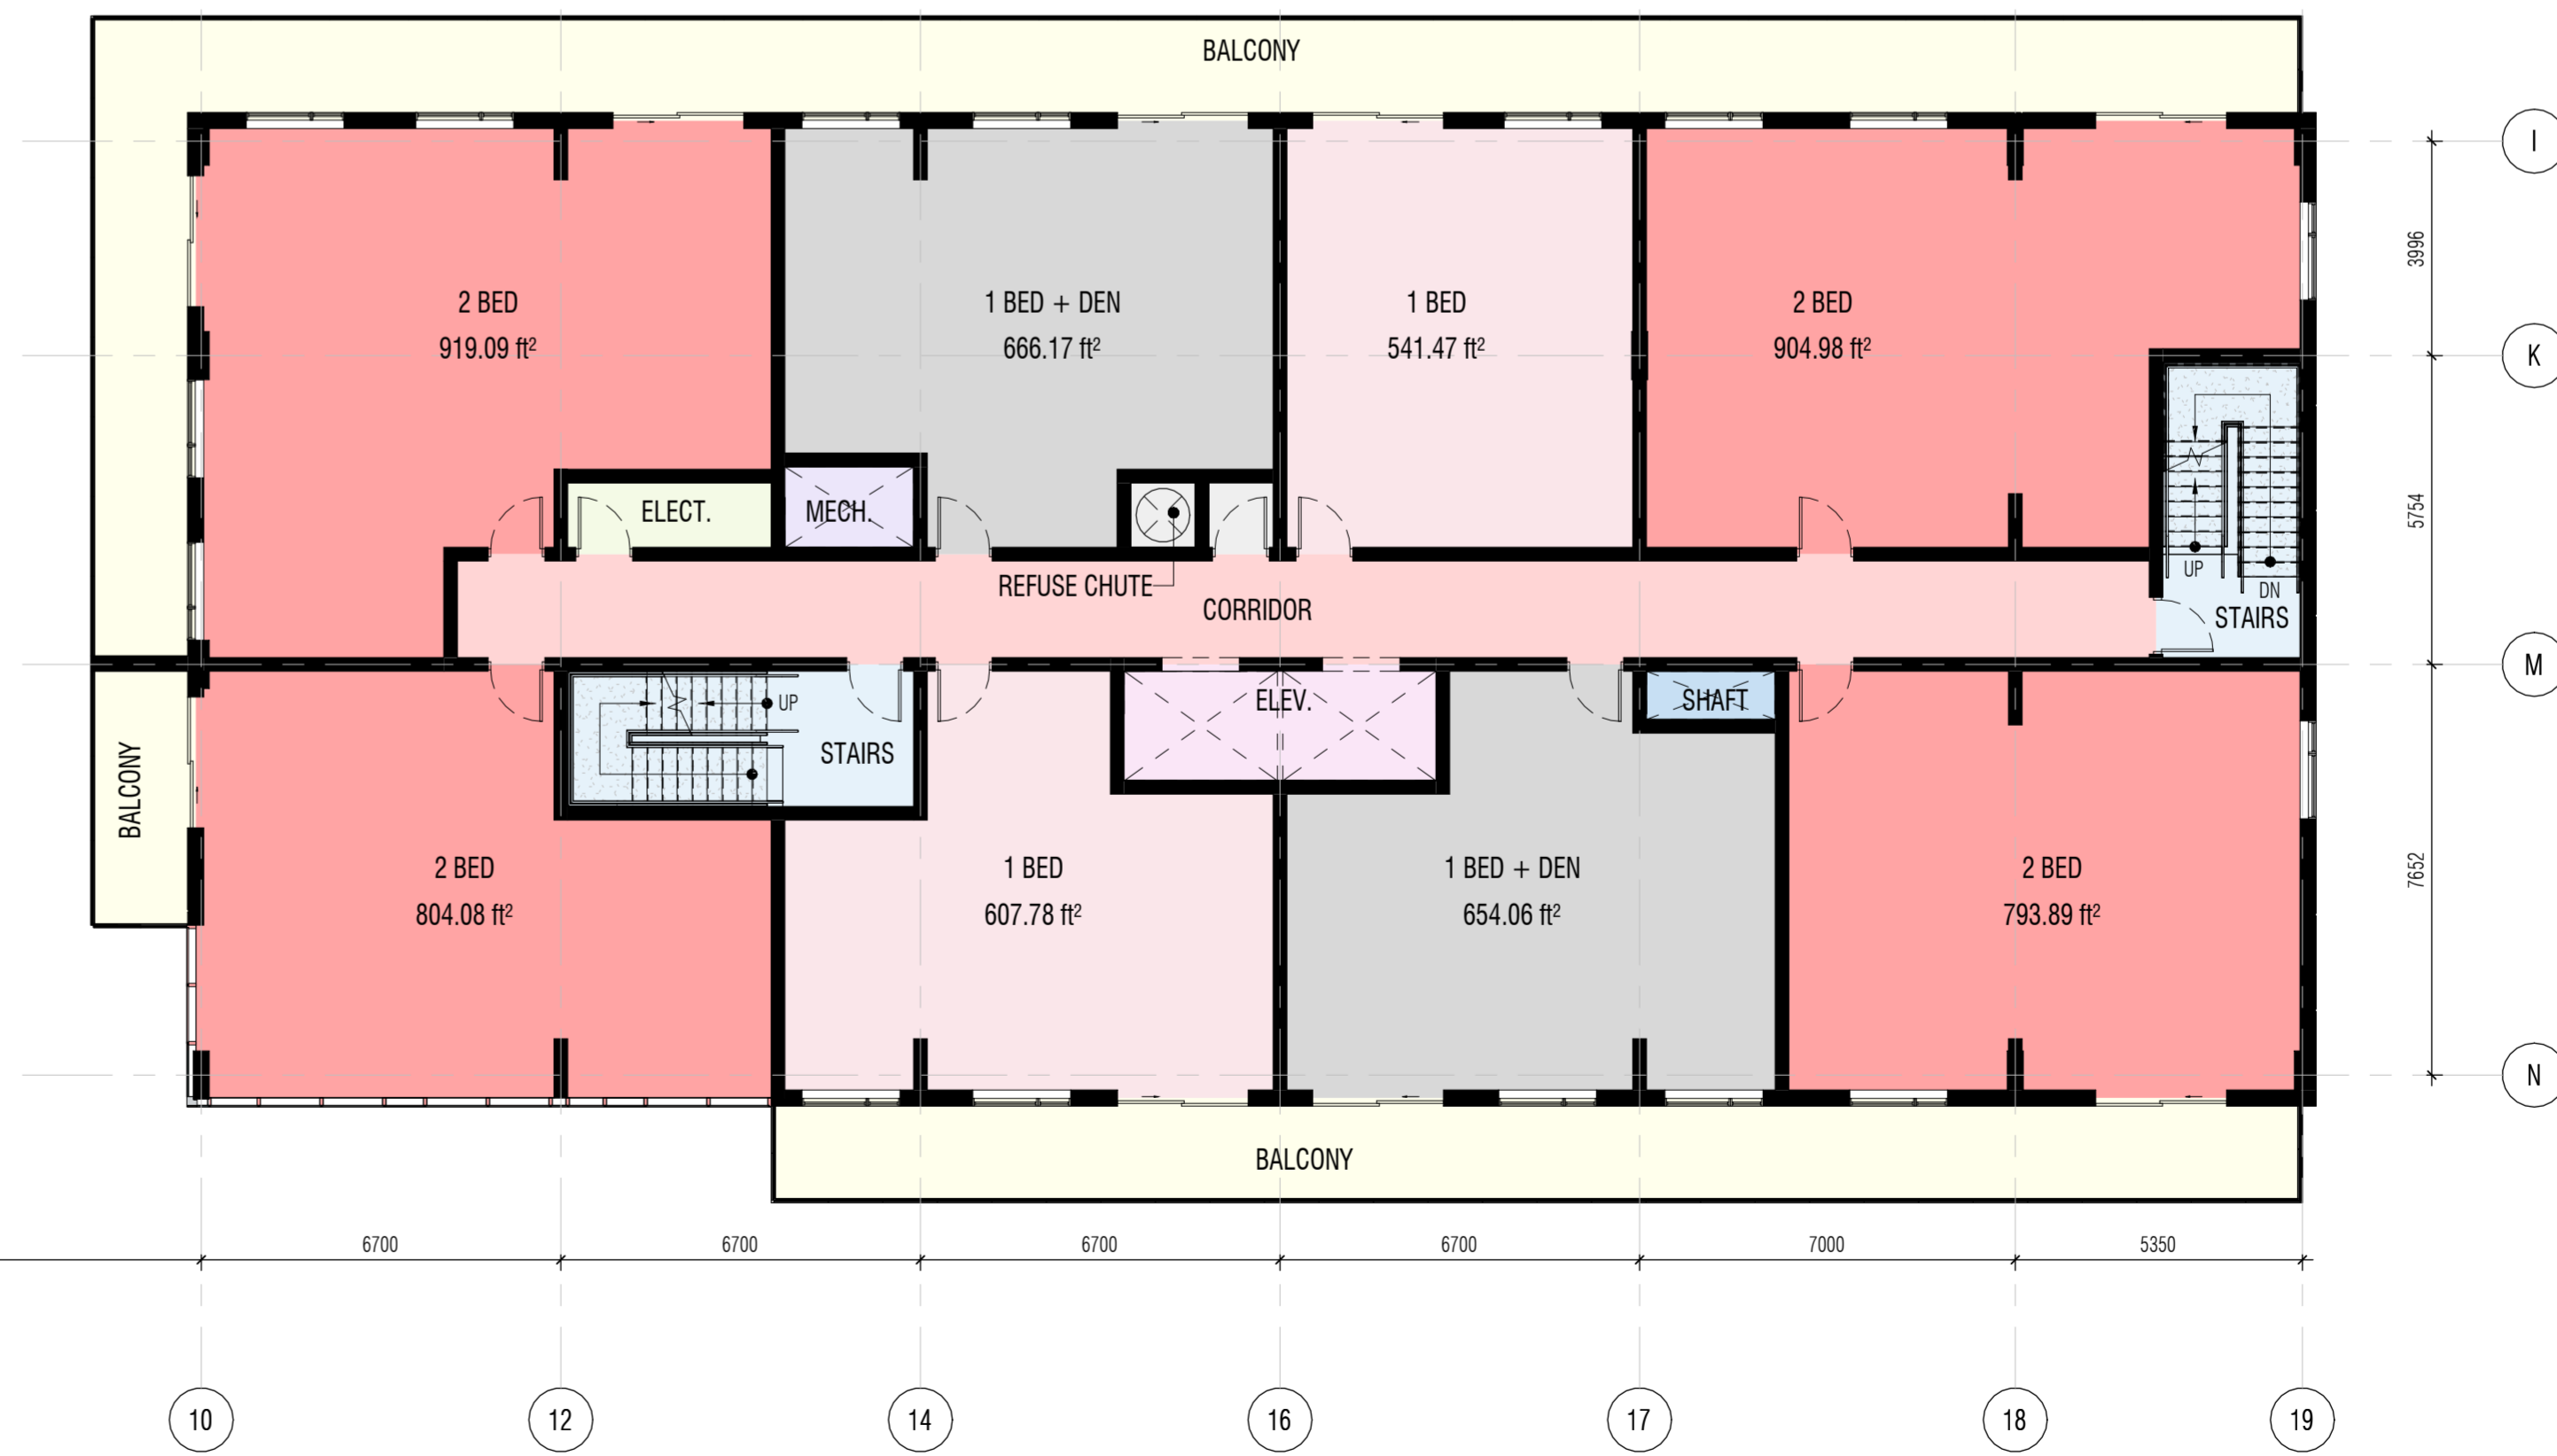 BALCONY
I
2 BED
919.09 ft²
1 BED + DEN
666.17 ft²
1 BED
541.47 ft²
2 BED
904.98 ft²
3996
K
ELECT.
MECH.
5754
REFUSE CHUTE
CORRIDOR
UP
DN
STAIRS
M
BALCONY
UP
STAIRS
ELEV.
SHAFT
2 BED
804.08 ft²
1 BED
607.78 ft²
1 BED + DEN
654.06 ft²
2 BED
793.89 ft²
7652
N
BALCONY
6700
6700
6700
6700
7000
5350
10
12
14
16
17
18
19